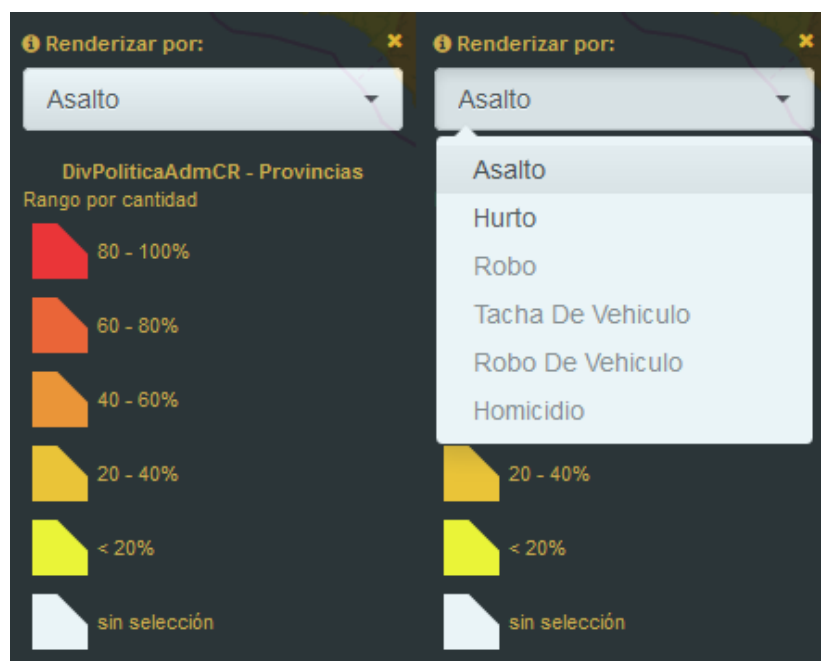 Renderizar por:
Asalto
DivPoliticaAdmCR - Provincias
Rango por cantidad
80 - 100%
60 - 80%
40 - 60%
20 - 40%
< 20%
sin selección
Renderizar por:
Asalto
Asalto
Hurto
Robo
Tacha De Vehiculo
Robo De Vehiculo
Homicidio
20 - 40%
< 20%
sin selección